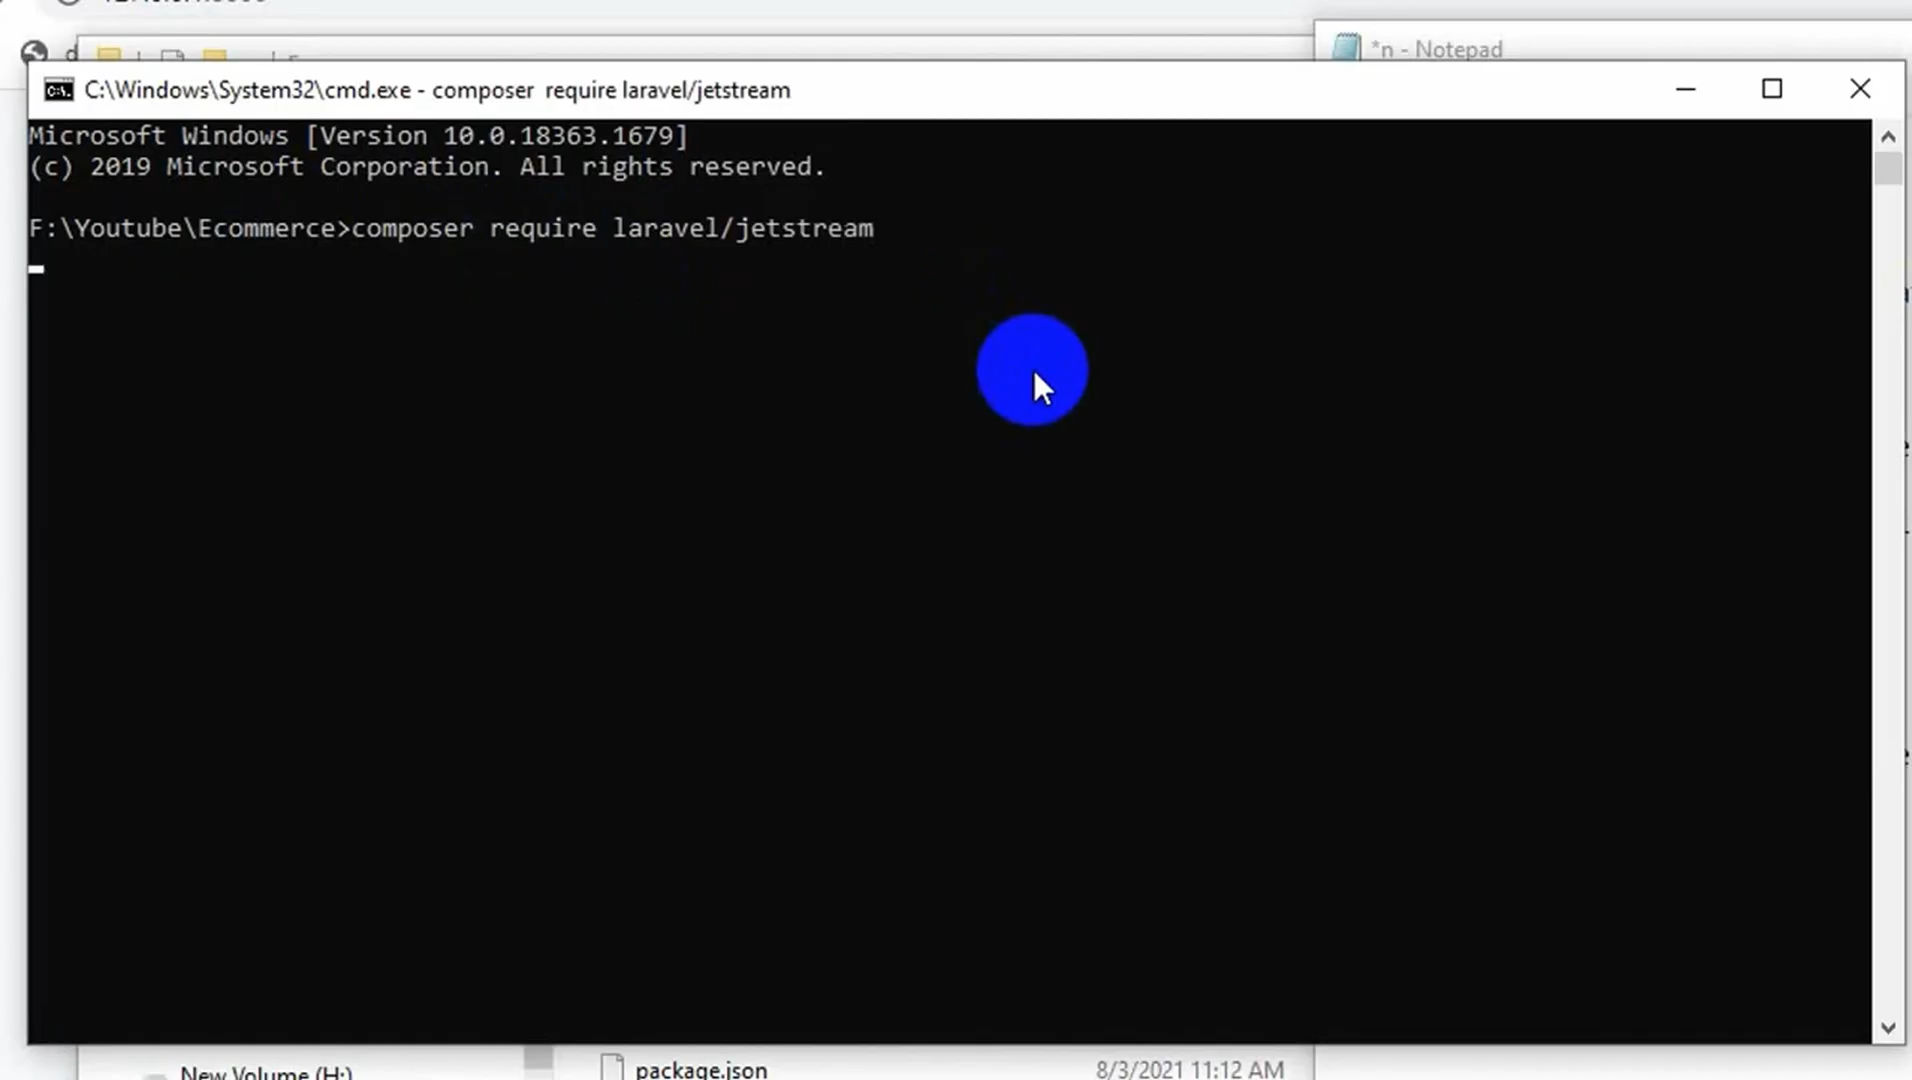 *n - Notepad
C:\Windows\System32\cmd.exe - composer  require laravel/jetstream
Microsoft Windows [Version 10.0.18363.1679]
(c) 2019 Microsoft Corporation. All rights reserved.
F:\Youtube\Ecommerce>composer require laravel/jetstream
New Volume (H:)
package.json
8/3/2021 11:12 AM